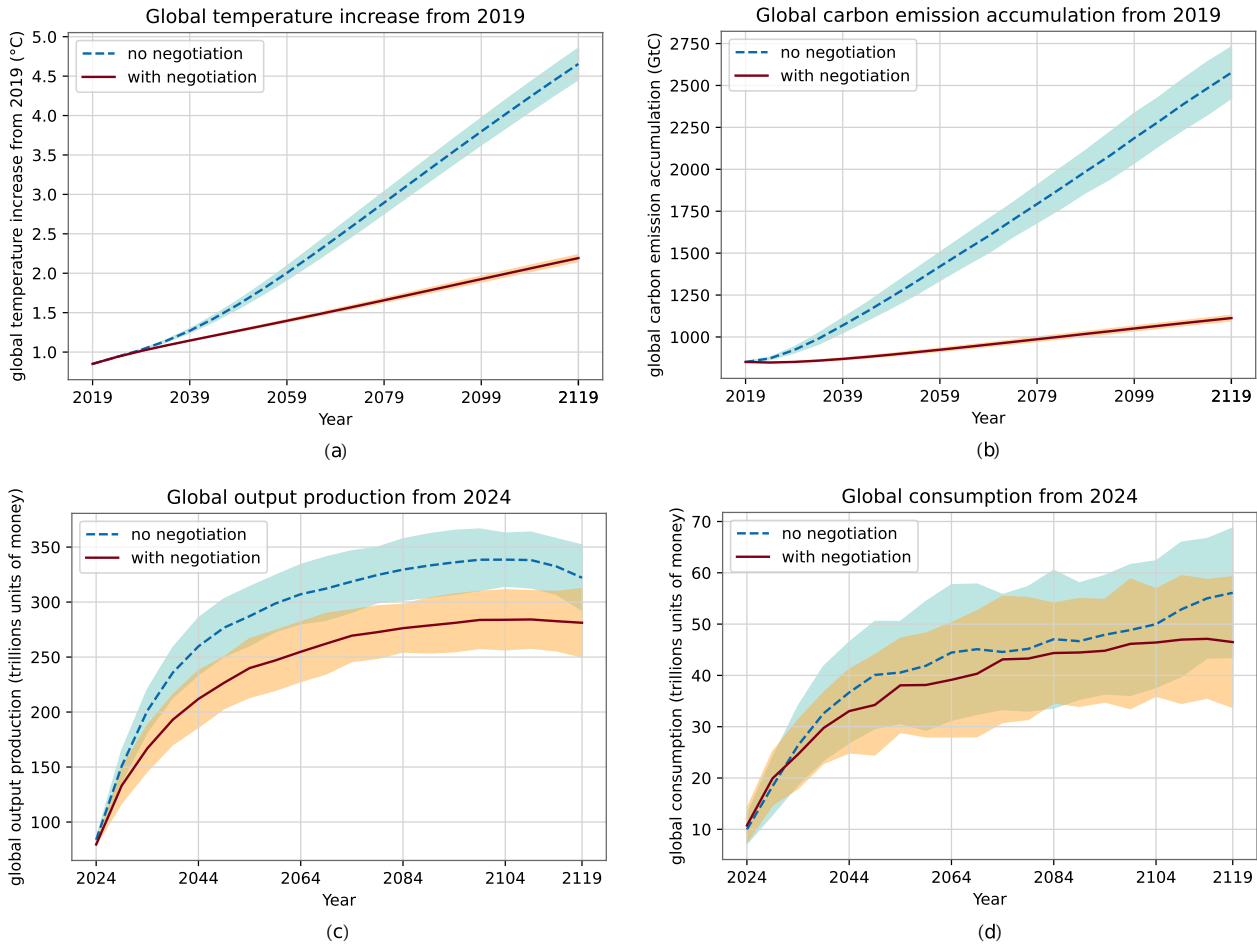 Global temperature increase from 2019
global temperature increase from 2019 (°C)
5.0
4.5
4.0
3.5
3.0
2.5
2.0
1.5
1.0
no negotiation
with negotiation
2019 2039 2059 2079 2099 2119
Year
(a)
Global carbon emission accumulation from 2019
global carbon emission accumulation (GtC)
2750
2500
2250
2000
1750
1500
1250
1000
no negotiation
with negotiation
2019 2039 2059 2079 2099 2119
Year
(b)
Global output production from 2024
global output production (trillions units of money)
350
300
250
200
150
100
no negotiation
with negotiation
2024 2044 2064 2084 2104 2119
Year
(c)
Global consumption from 2024
global consumption (trillions units of money)
70
60
50
40
30
20
10
no negotiation
with negotiation
2024 2044 2064 2084 2104 2119
Year
(d)